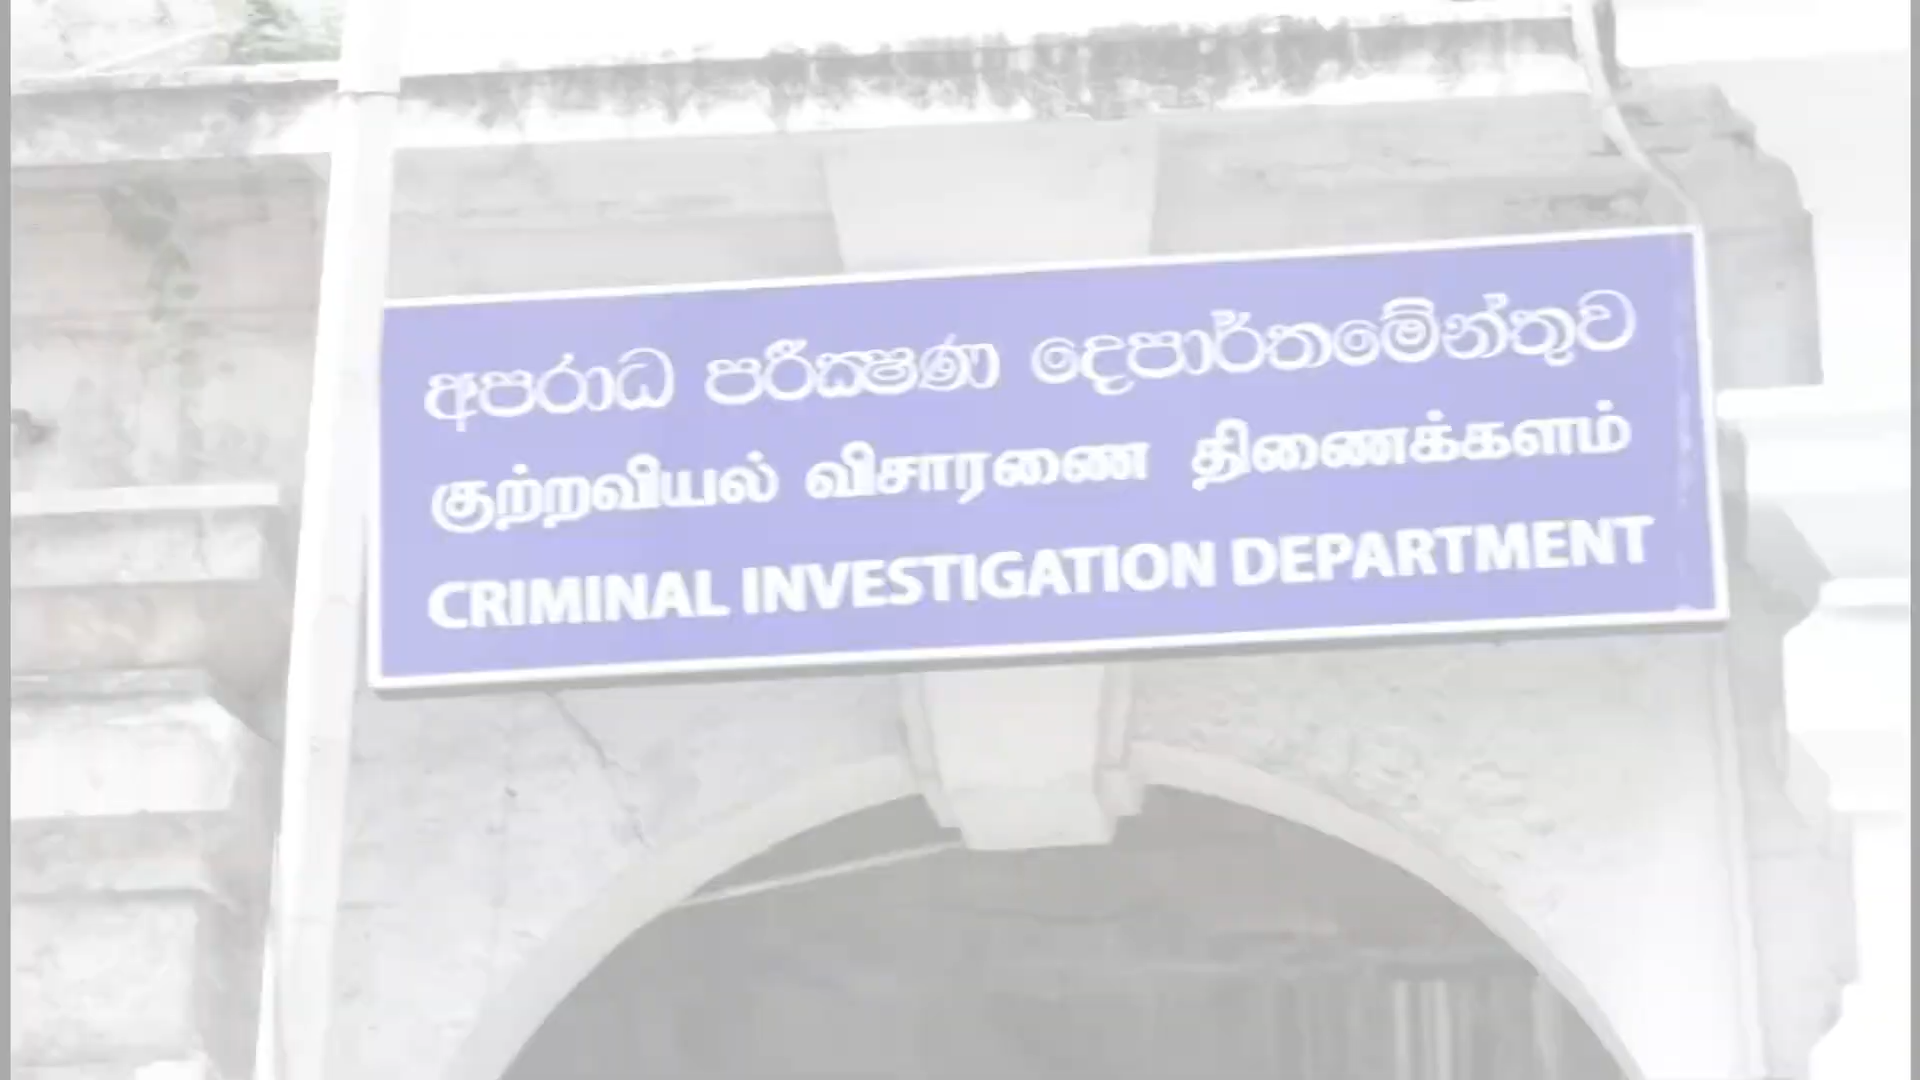 අපරාධ පරීක්ෂණ දෙපාර්තමේන්තුව
குற்றவியல் விசாரணை திணைக்களம்
CRIMINAL INVESTIGATION DEPARTMENT